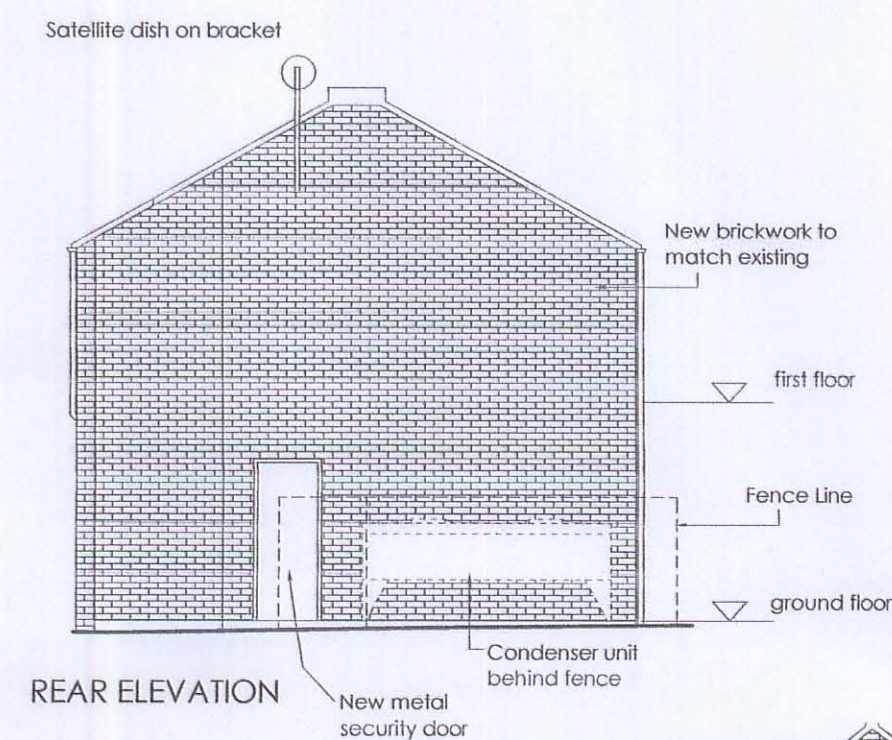 Satellite dish on bracket
New brickwork to
match existing
first floor
Fence Line
ground floor
Condenser unit
behind fence
REAR ELEVATION
New metal
security door